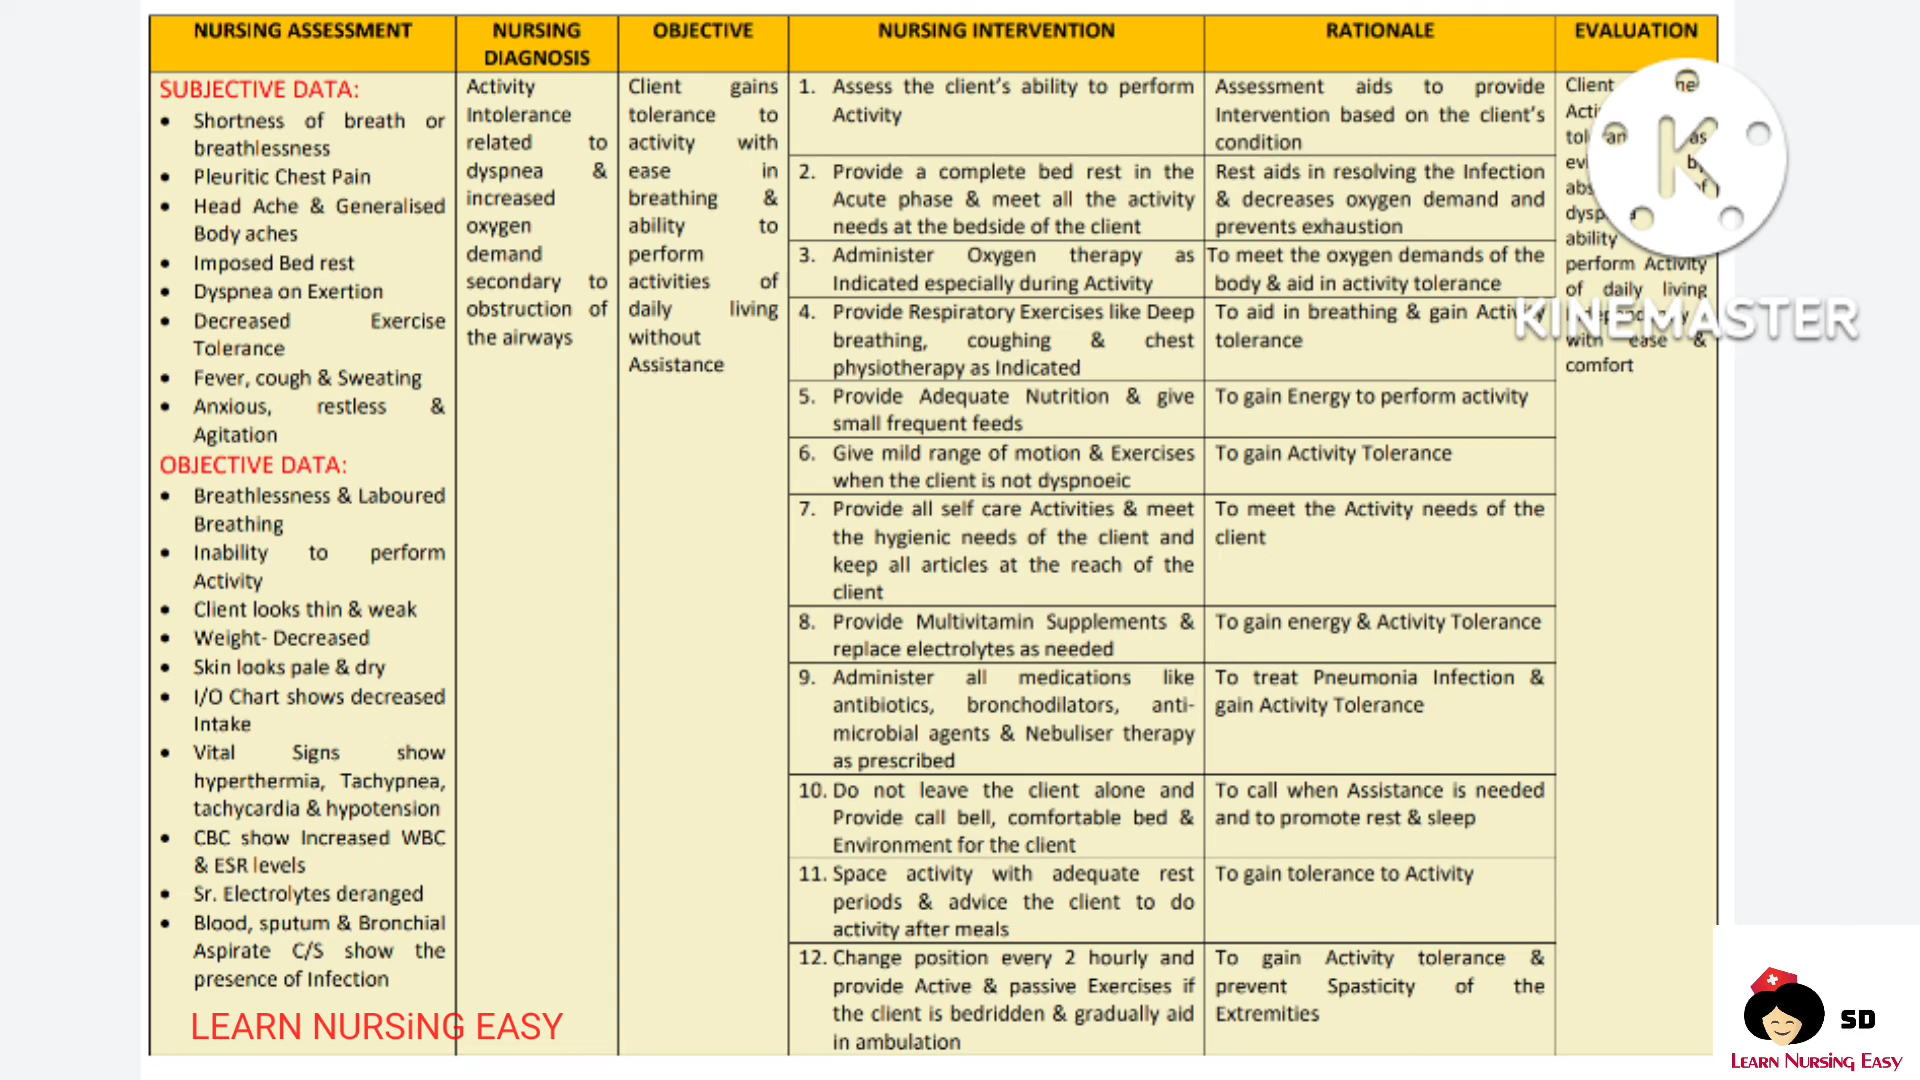 NURSING ASSESSMENT
NURSING
DIAGNOSIS
OBJECTIVE
NURSING INTERVENTION
RATIONALE
EVALUATION
SUBJECTIVE DATA:
• Shortness of breath or
breathlessness
• Pleuritic Chest Pain
• Head Ache & Generalised
Body aches
• Imposed Bed rest
• Dyspnea on Exertion
• Decreased Exercise
Tolerance
• Fever, cough & Sweating
• Anxious, restless &
Agitation
OBJECTIVE DATA:
• Breathlessness & Laboured
Breathing
• Inability to perform
Activity
• Client looks thin & weak
• Weight- Decreased
• Skin looks pale & dry
• I/O Chart shows decreased
Intake
• Vital Signs show
hyperthermia, Tachypnea,
tachycardia & hypotension
• CBC show Increased WBC
& ESR levels
• Sr. Electrolytes deranged
• Blood, sputum & Bronchial
Aspirate C/S show the
presence of Infection
LEARN NURSiNG EASY
Activity
Intolerance
related to
dyspnea &
increased
oxygen
demand
secondary to
obstruction of
the airways
Client gains
tolerance to
activity with
ease in
breathing &
ability to
perform
activities of
daily living
without
Assistance
1. Assess the client's ability to perform
Activity
Assessment aids to provide
Intervention based on the client's
condition
2. Provide a complete bed rest in the
Acute phase & meet all the activity
needs at the bedside of the client
Rest aids in resolving the Infection
& decreases oxygen demand and
prevents exhaustion
3. Administer Oxygen therapy as
Indicated especially during Activity
To meet the oxygen demands of the
body & aid in activity tolerance
4. Provide Respiratory Exercises like Deep
breathing, coughing & chest
physiotherapy as Indicated
To aid in breathing & gain Activity
tolerance
5. Provide Adequate Nutrition & give
small frequent feeds
To gain Energy to perform activity
6. Give mild range of motion & Exercises
when the client is not dyspnoeic
To gain Activity Tolerance
7. Provide all self care Activities & meet
the hygienic needs of the client and
keep all articles at the reach of the
client
To meet the Activity needs of the
client
8. Provide Multivitamin Supplements &
replace electrolytes as needed
To gain energy & Activity Tolerance
9. Administer all medications like
antibiotics, bronchodilators, anti-
microbial agents & Nebuliser therapy
as prescribed
To treat Pneumonia Infection &
gain Activity Tolerance
10. Do not leave the client alone and
Provide call bell, comfortable bed &
Environment for the client
To call when Assistance is needed
and to promote rest & sleep
11. Space activity with adequate rest
periods & advice the client to do
activity after meals
To gain tolerance to Activity
12. Change position every 2 hourly and
provide Active & passive Exercises if
the client is bedridden & gradually aid
in ambulation
To gain Activity tolerance &
prevent Spasticity of the
Extremities
Client
ability
perform Activity
of daily living
with ease &
comfort
K
KINEMASTER
SD
LEARN NURSING EASY